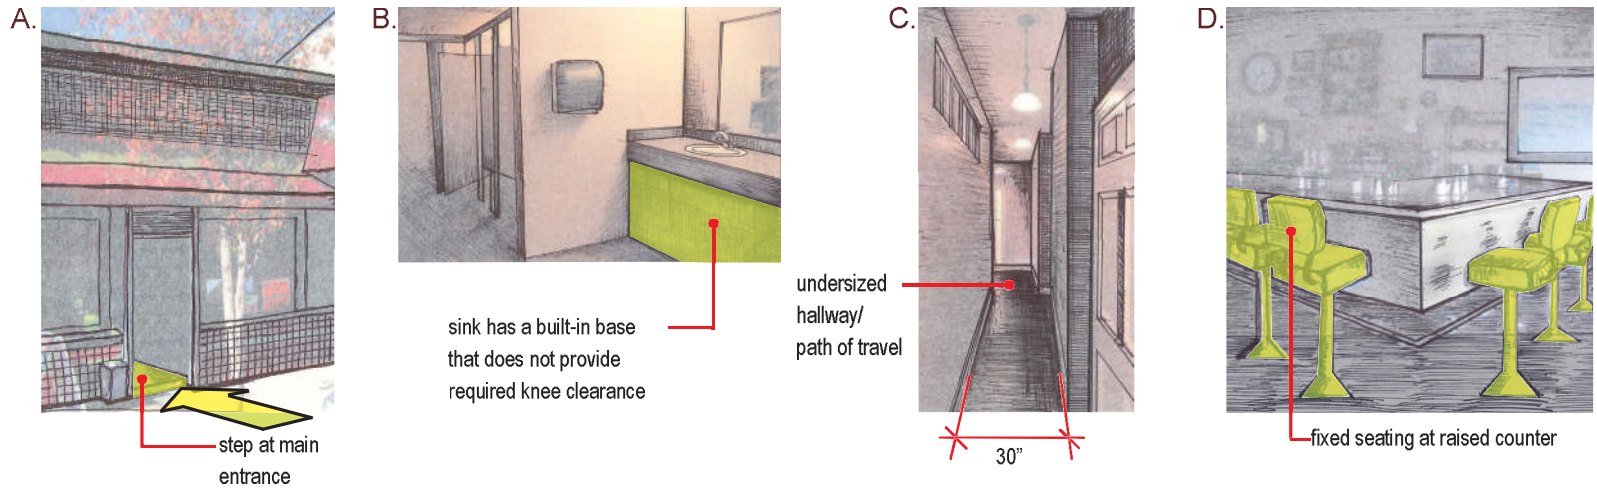 A.
step at main
entrance
B.
sink has a built-in base
that does not provide
required knee clearance
C.
undersized
hallway/
path of travel
30”
D.
fixed seating at raised counter